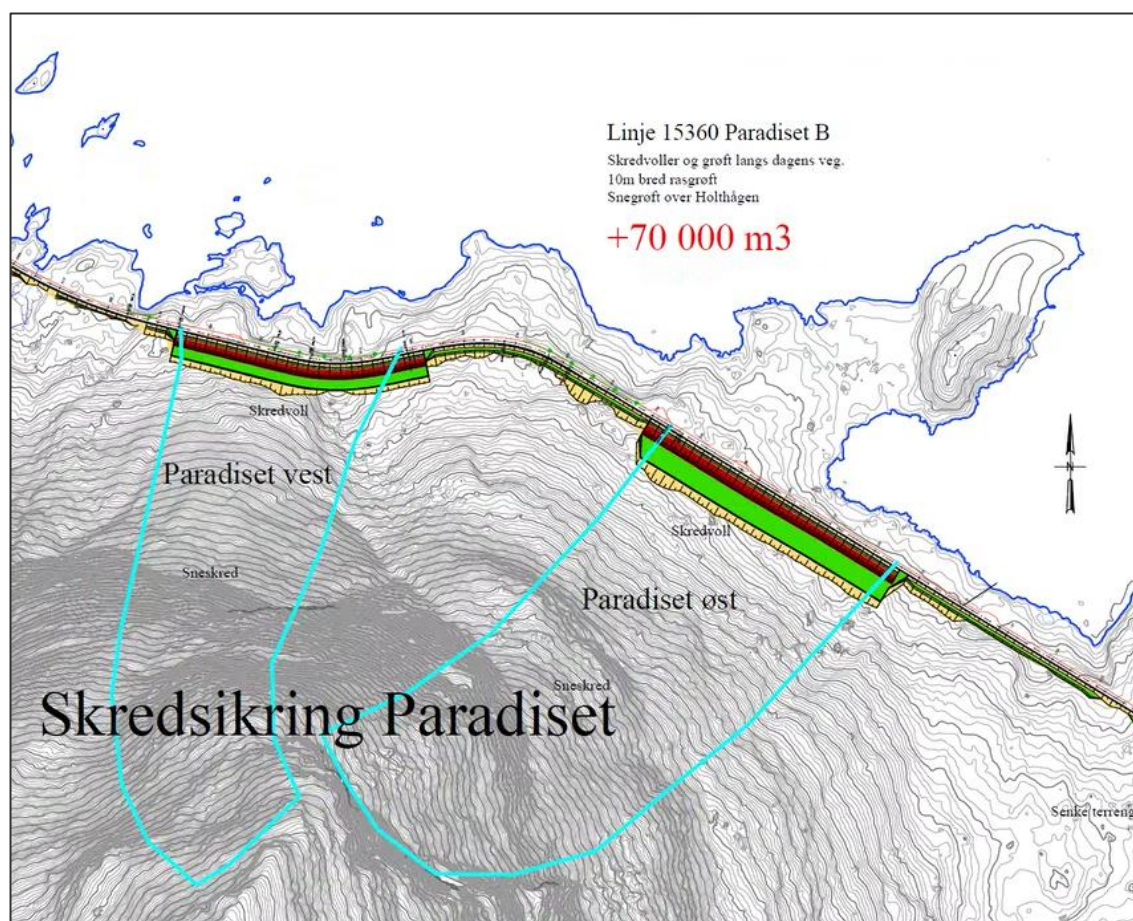 Linje 15360 Paradiset B
Skredvoller og grøft langs dagens veg.
10m bred rasgrøft
Snegrøft over Holthågen
+70 000 m3
Skredvoll
Paradiset vest
N
Skredvoll
Sneskred
Paradiset øst
Sneskred
Skredsikring Paradiset
Senke terreng